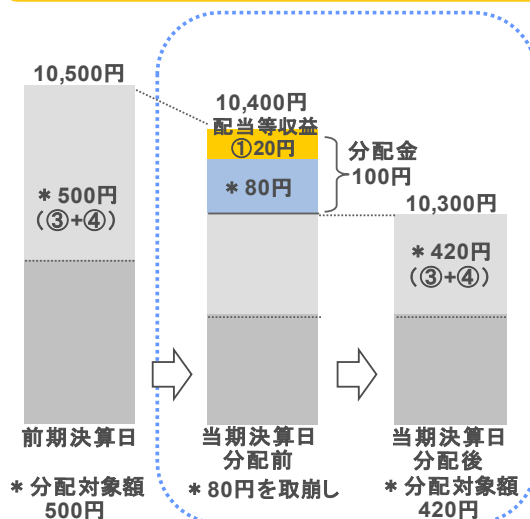 10,500円
10,400円
配当等収益
①20円
分配金
100円
＊80円
＊500円
（③+④）
10,300円
＊420円
（③+④）
前期決算日
当期決算日
分配前
当期決算日
分配後
＊分配対象額
500円
＊80円を取崩し
＊分配対象額
420円